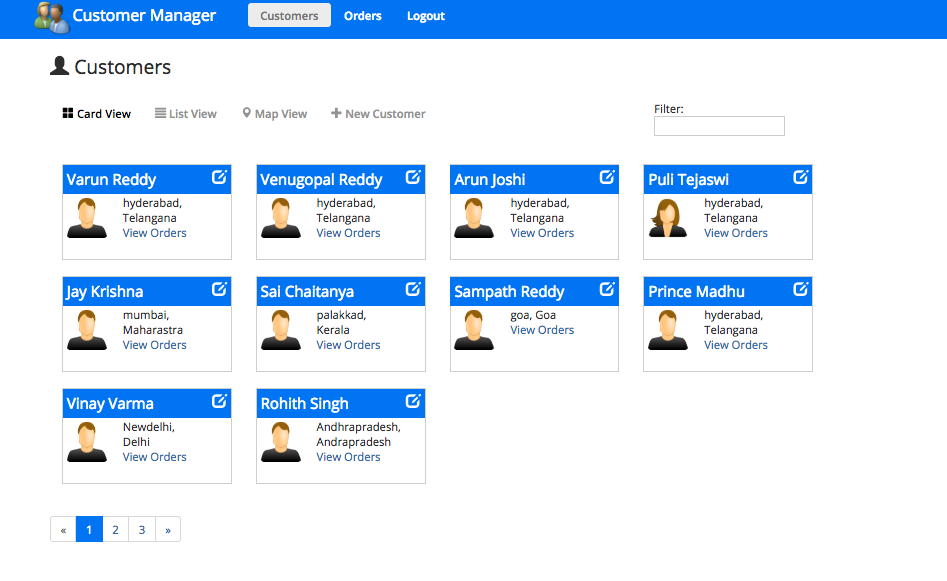 Customer Manager
Customers
Orders
Logout
Customers
Card View
List View
Map View
New Customer
Filter:
Varun Reddy
hyderabad,
Telangana
View Orders
Venugopal Reddy
hyderabad,
Telangana
View Orders
Arun Joshi
hyderabad,
Telangana
View Orders
Puli Tejaswi
hyderabad,
Telangana
View Orders
Jay Krishna
mumbai,
Maharastra
View Orders
Sai Chaitanya
palakkad,
Kerala
View Orders
Sampath Reddy
goa, Goa
View Orders
Prince Madhu
hyderabad,
Telangana
View Orders
Vinay Varma
Newdelhi,
Delhi
View Orders
Rohith Singh
Andhrapradesh,
Andrapradesh
View Orders
« 1 2 3 »